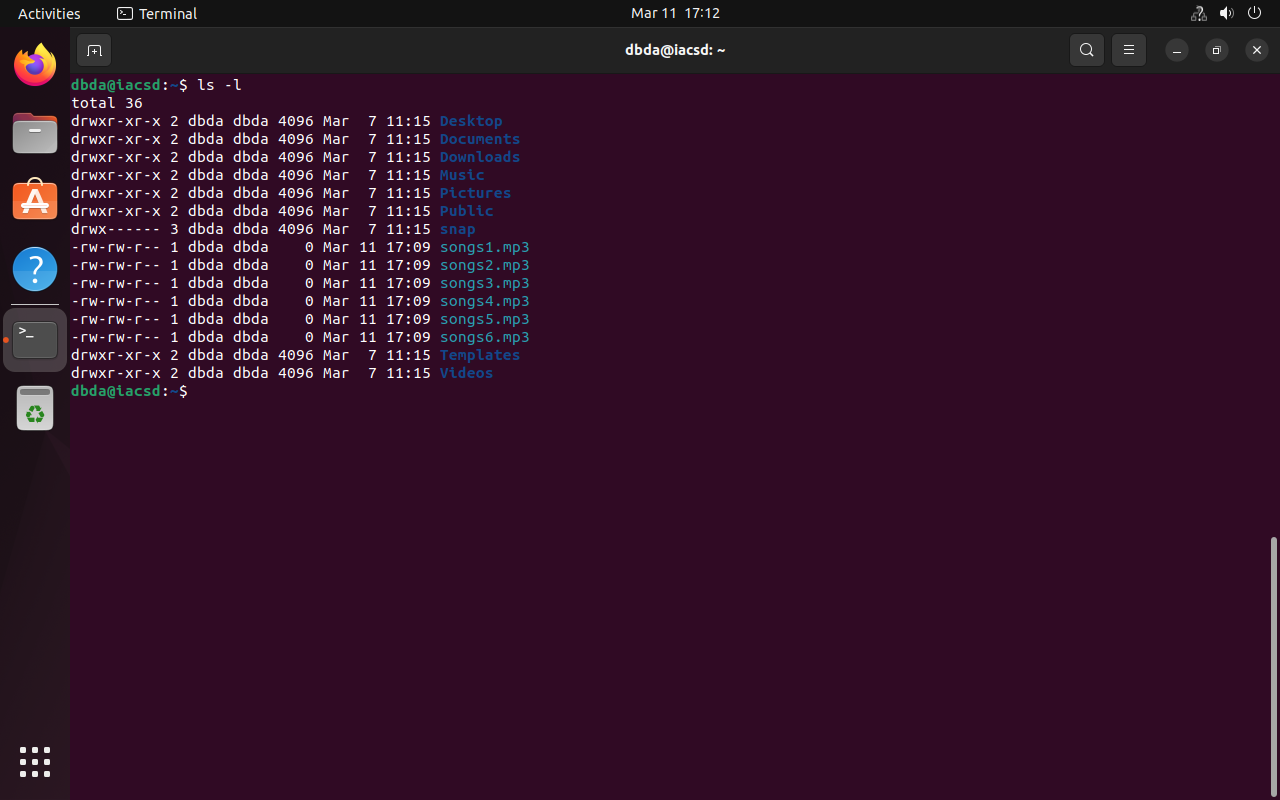 Activities Terminal Mar 11 17:12
dbda@iacsd: ~
dbda@iacsd:~$ ls -l
total 36
drwxr-xr-x 2 dbda dbda 4096 Mar  7 11:15 Desktop
drwxr-xr-x 2 dbda dbda 4096 Mar  7 11:15 Documents
drwxr-xr-x 2 dbda dbda 4096 Mar  7 11:15 Downloads
drwxr-xr-x 2 dbda dbda 4096 Mar  7 11:15 Music
drwxr-xr-x 2 dbda dbda 4096 Mar  7 11:15 Pictures
drwxr-xr-x 2 dbda dbda 4096 Mar  7 11:15 Public
drwx------ 3 dbda dbda 4096 Mar  7 11:15 snap
-rw-rw-r-- 1 dbda dbda    0 Mar 11 17:09 songs1.mp3
-rw-rw-r-- 1 dbda dbda    0 Mar 11 17:09 songs2.mp3
-rw-rw-r-- 1 dbda dbda    0 Mar 11 17:09 songs3.mp3
-rw-rw-r-- 1 dbda dbda    0 Mar 11 17:09 songs4.mp3
-rw-rw-r-- 1 dbda dbda    0 Mar 11 17:09 songs5.mp3
-rw-rw-r-- 1 dbda dbda    0 Mar 11 17:09 songs6.mp3
drwxr-xr-x 2 dbda dbda 4096 Mar  7 11:15 Templates
drwxr-xr-x 2 dbda dbda 4096 Mar  7 11:15 Videos
dbda@iacsd:~$